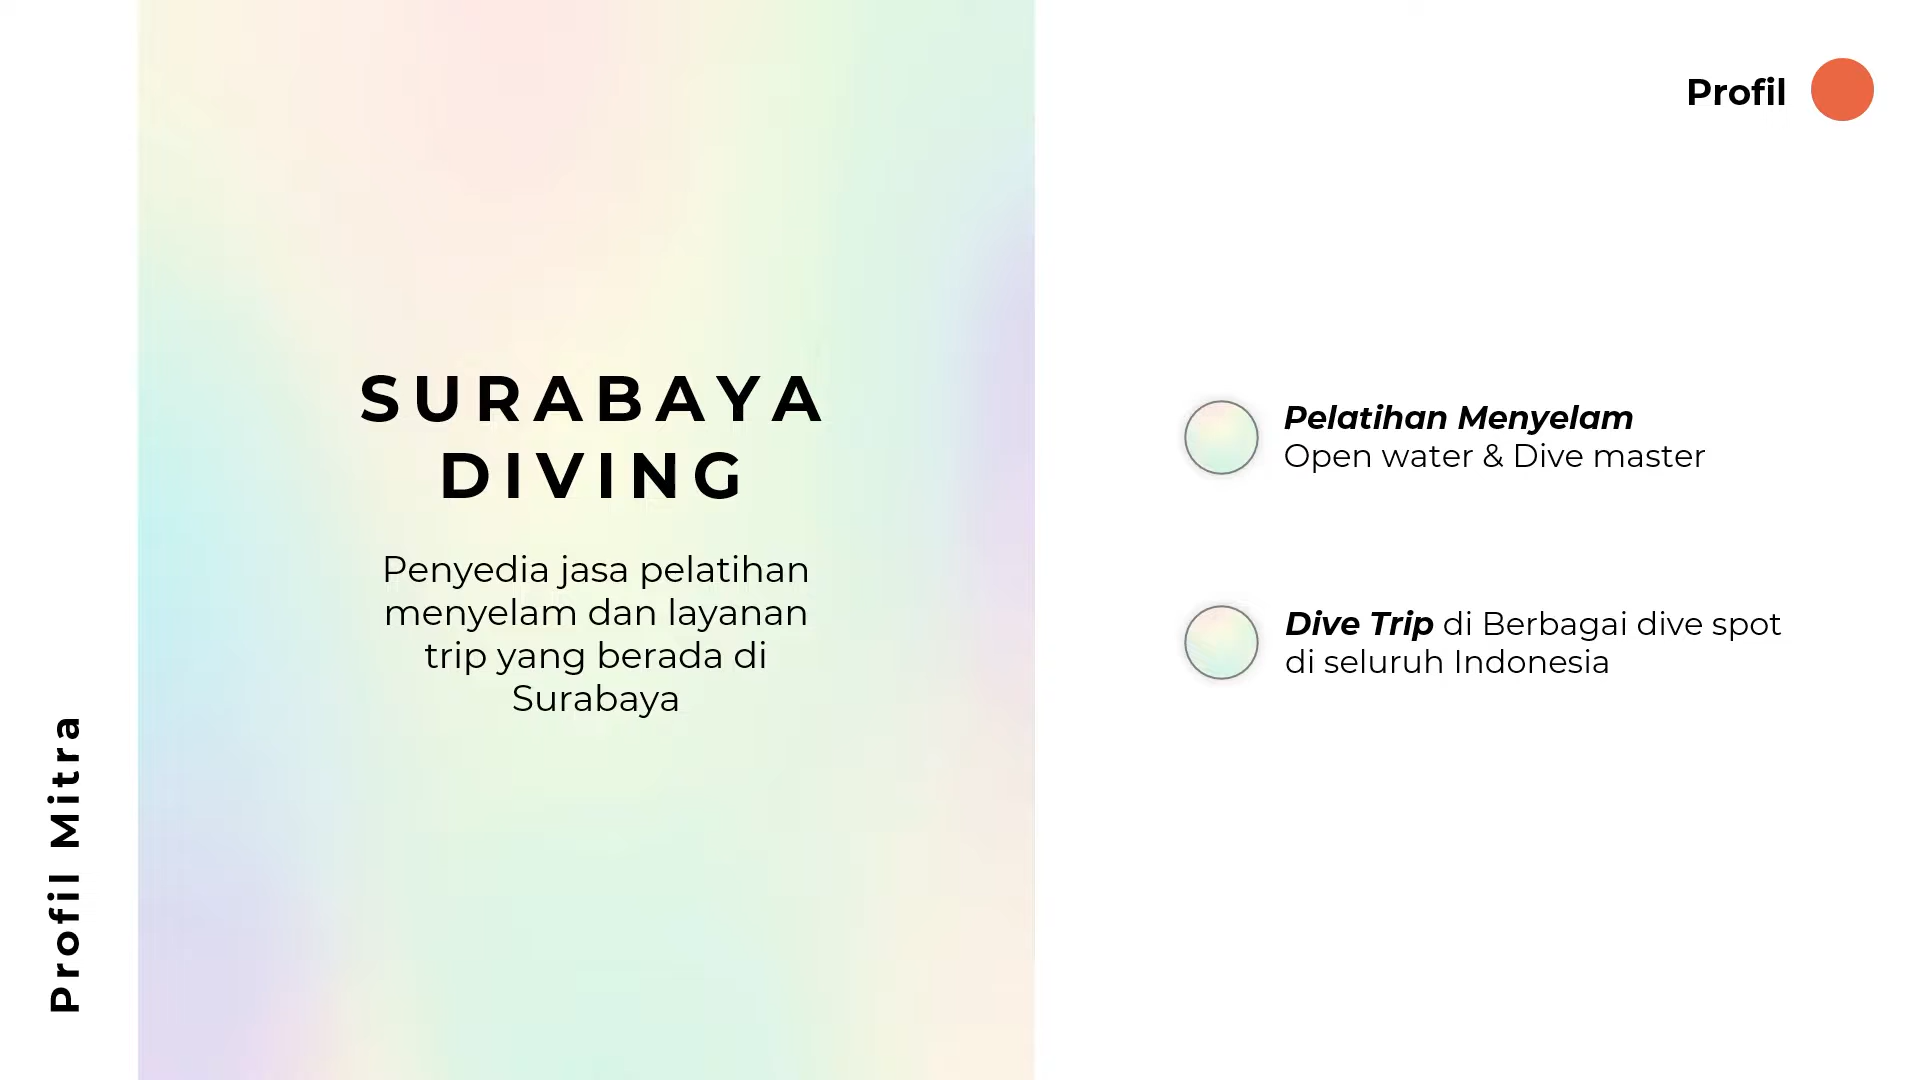 Profil
SURABAYA
DIVING
Penyedia jasa pelatihan
menyelam dan layanan
trip yang berada di
Surabaya
Pelatihan Menyelam
Open water & Dive master
Dive Trip di Berbagai dive spot
di seluruh Indonesia
Profil Mitra